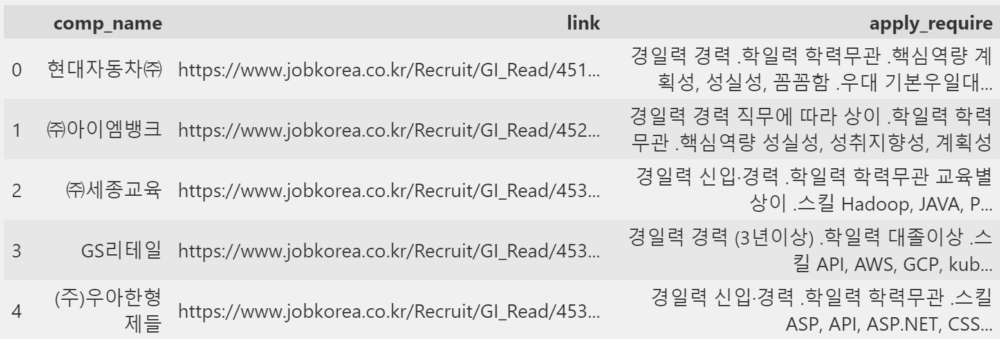 comp_name link apply_require
0 현대자동차㈜ https://www.jobkorea.co.kr/Recruit/GI_Read/451... 경일력 경력 .학일력 학력무관 .핵심역량 계
획성, 성실성, 꼼꼼함 .우대 기본우일대...
1 ㈜아이엠뱅크 https://www.jobkorea.co.kr/Recruit/GI_Read/452... 경일력 경력 직무에 따라 상이 .학일력 학력
무관 .핵심역량 성실성, 성취지향성, 계획성
2 ㈜세종교육 https://www.jobkorea.co.kr/Recruit/GI_Read/453... 경일력 신입·경력 .학일력 학력무관 교육별
상이 .스킬 Hadoop, JAVA, P...
3 GS리테일 https://www.jobkorea.co.kr/Recruit/GI_Read/453... 경일력 경력 (3년이상) .학일력 대졸이상 .스
킬 API, AWS, GCP, kub...
4 (주)우아한형
제들 https://www.jobkorea.co.kr/Recruit/GI_Read/453... 경일력 신입·경력 .학일력 학력무관 .스킬
ASP, API, ASP.NET, CSS...